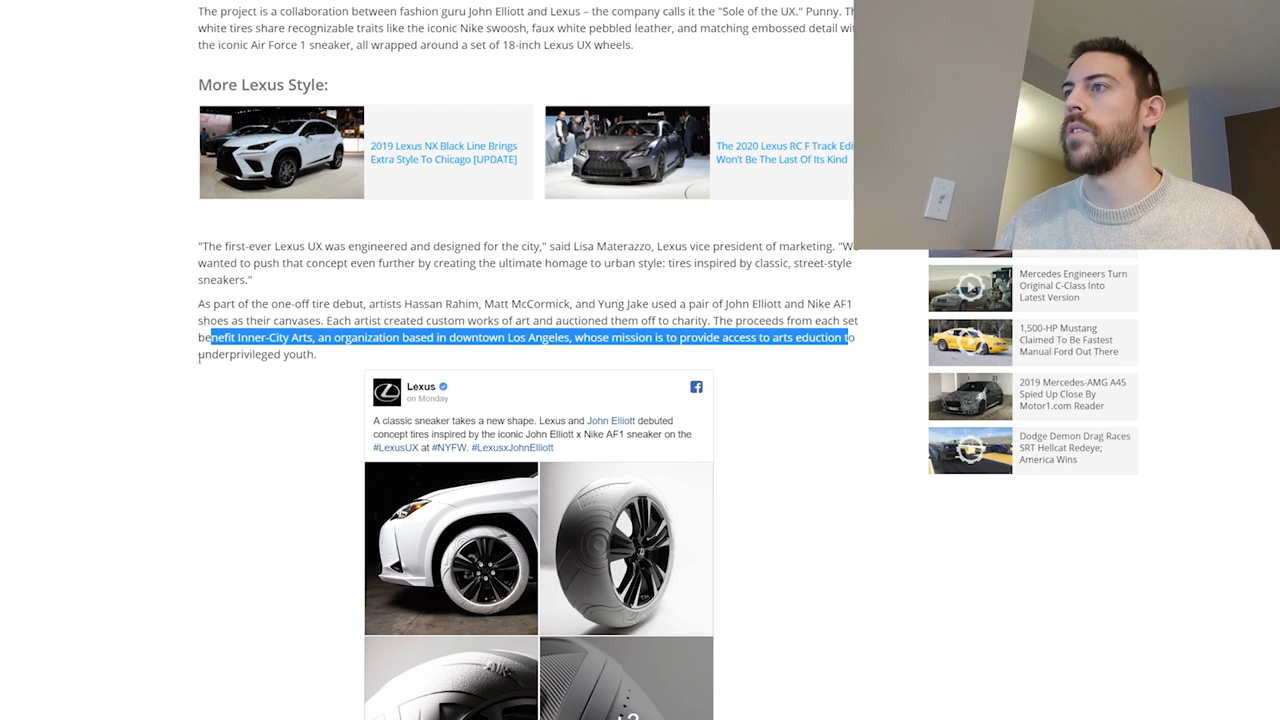 The project is a collaboration between fashion guru John Elliott and Lexus – the company calls it the "Sole of the UX." Punny.
white tires share recognizable traits like the iconic Nike swoosh, faux white pebbled leather, and matching embossed detail
the iconic Air Force 1 sneaker, all wrapped around a set of 18-inch Lexus UX wheels.
More Lexus Style:
2019 Lexus NX Black Line Brings
Extra Style To Chicago [UPDATE]
The 2020 Lexus RC F Track
Won't Be The Last Of Its Kind
"The first-ever Lexus UX was engineered and designed for the city," said Lisa Materazzo, Lexus vice president of marketing.
wanted to push that concept even further by creating the ultimate homage to urban style: tires inspired by classic, street-style
sneakers."
As part of the one-off tire debut, artists Hassan Rahim, Matt McCormick, and Yung Jake used a pair of John Elliott and Nike AF1
shoes as their canvases. Each artist created custom works of art and auctioned them off to charity. The proceeds from each set
benefit Inner-City Arts, an organization based in downtown Los Angeles, whose mission is to provide access to arts eduction to
underprivileged youth.
Lexus
on Monday
A classic sneaker takes a new shape. Lexus and John Elliott debuted
concept tires inspired by the iconic John Elliott x Nike AF1 sneaker on the
#LexusUX at #NYFW. #LexusxJohnElliott
AIR
Mercedes Engineers Turn
Original C-Class Into
Latest Version
1,500-HP Mustang
Claimed To Be Fastest
Manual Ford Out There
2019 Mercedes-AMG A45
Spied Up Close By
Motor1.com Reader
Dodge Demon Drag Races
SRT Hellcat Redeye;
America Wins